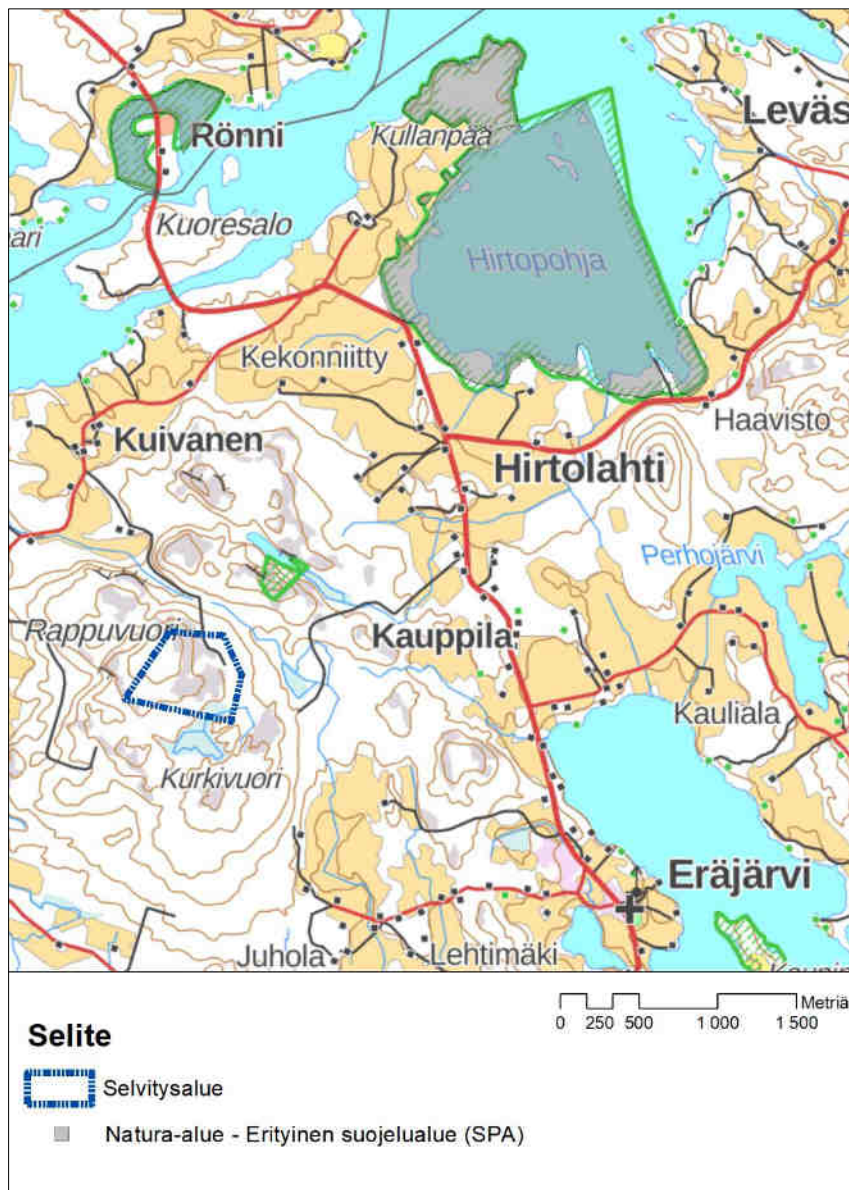 Leväs
Rönni
Kullanpää
Kuoresalo
ari
Hirtopohja
Kekonniitty
Haavisto
Kuivanen
Hirtolahti
Perhojärvi
Rappuvuori
Kauppila
Kauliala
Kurkivuori
Eräjärvi
Juhola
Lehtimäki
Metriä
0 250 500 1 000 1 500
Selite
Selvitysalue
Natura-alue - Erityinen suojelualue (SPA)